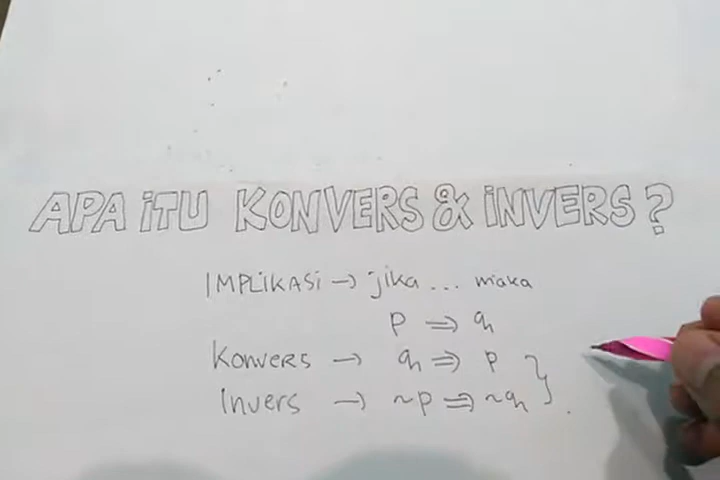 APA iTU KONVERS & iNVERS ?
IMPLiKASi → jika ... maka
p ⇒ q
Konvers → q ⇒ p
Invers → ~p ⇒ ~q